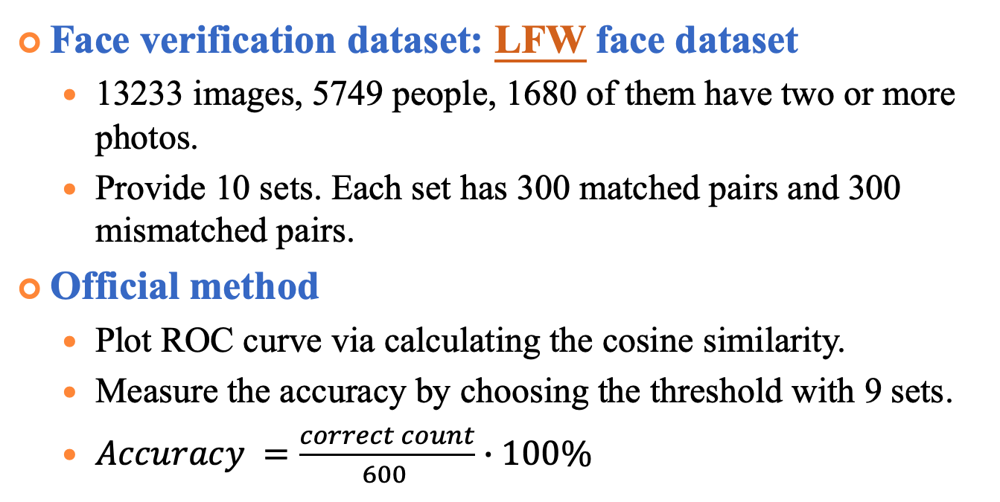 Face verification dataset: LFW face dataset
13233 images, 5749 people, 1680 of them have two or more
photos.
Provide 10 sets. Each set has 300 matched pairs and 300
mismatched pairs.
Official method
Plot ROC curve via calculating the cosine similarity.
Measure the accuracy by choosing the threshold with 9 sets.
Accuracy = correct count / 600 · 100%